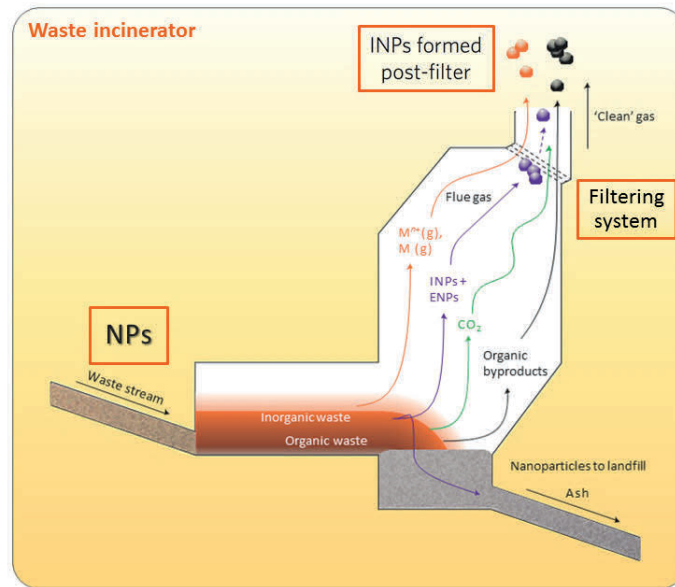 Waste incinerator
INPs formed
post-filter
'Clean' gas
Filtering
system
Flue gas
M (g)
INPs +
ENPs
CO₂
NPs
Organic
byproducts
Waste stream
Inorganic waste
Organic waste
Nanoparticles to landfill
Ash